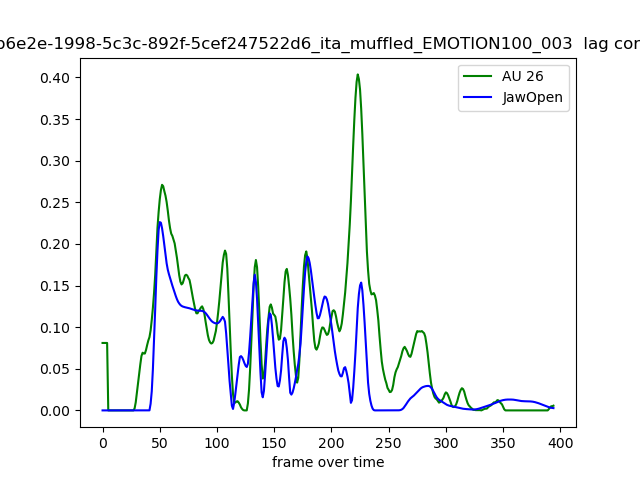 b6e2e-1998-5c3c-892f-5cef247522d6_ita_muffled_EMOTION100_003 lag cor
AU 26
JawOpen
0.40
0.35
0.30
0.25
0.20
0.15
0.10
0.05
0.00
0 50 100 150 200 250 300 350 400
frame over time